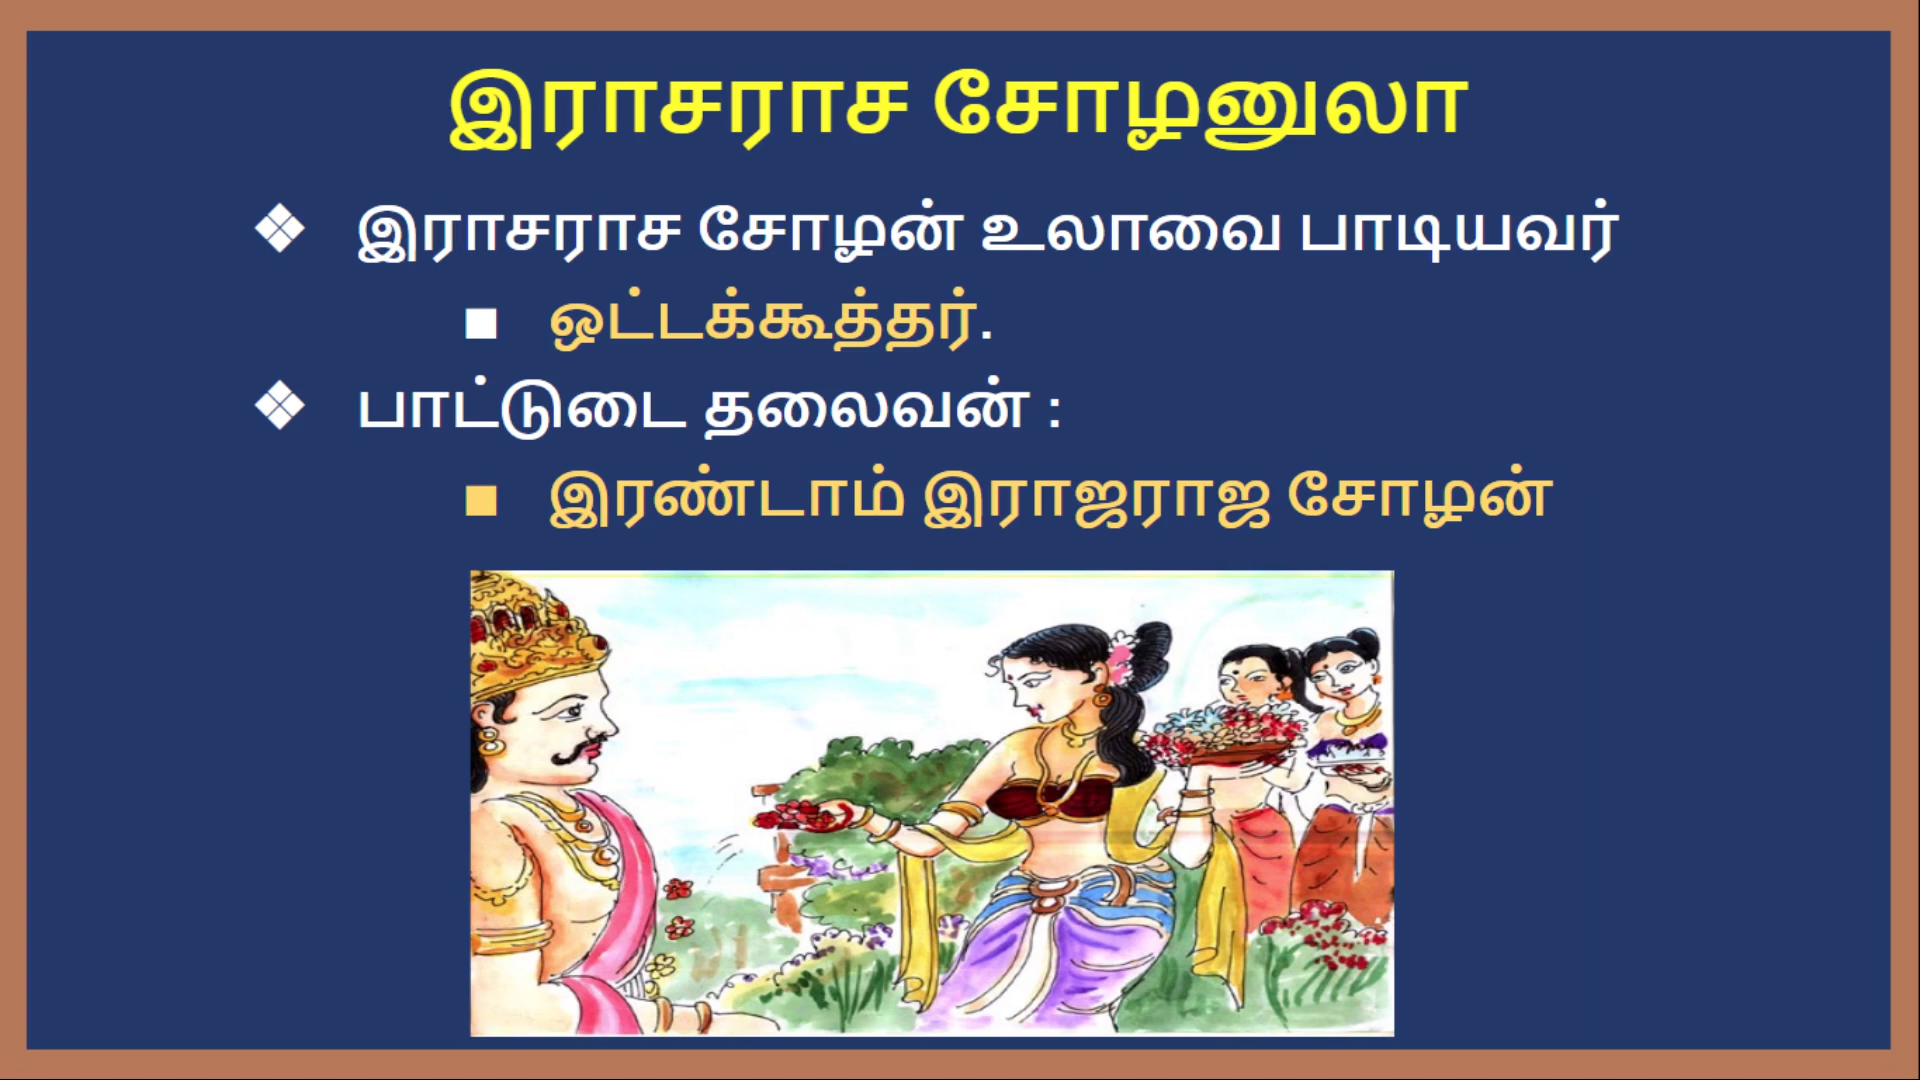 இராசராச சோழனுலா
❖ இராசராச சோழன் உலாவை பாடியவர்
▪ ஒட்டக்கூத்தர்.
❖ பாட்டுடை தலைவன் :
▪ இரண்டாம் இராஜராஜ சோழன்